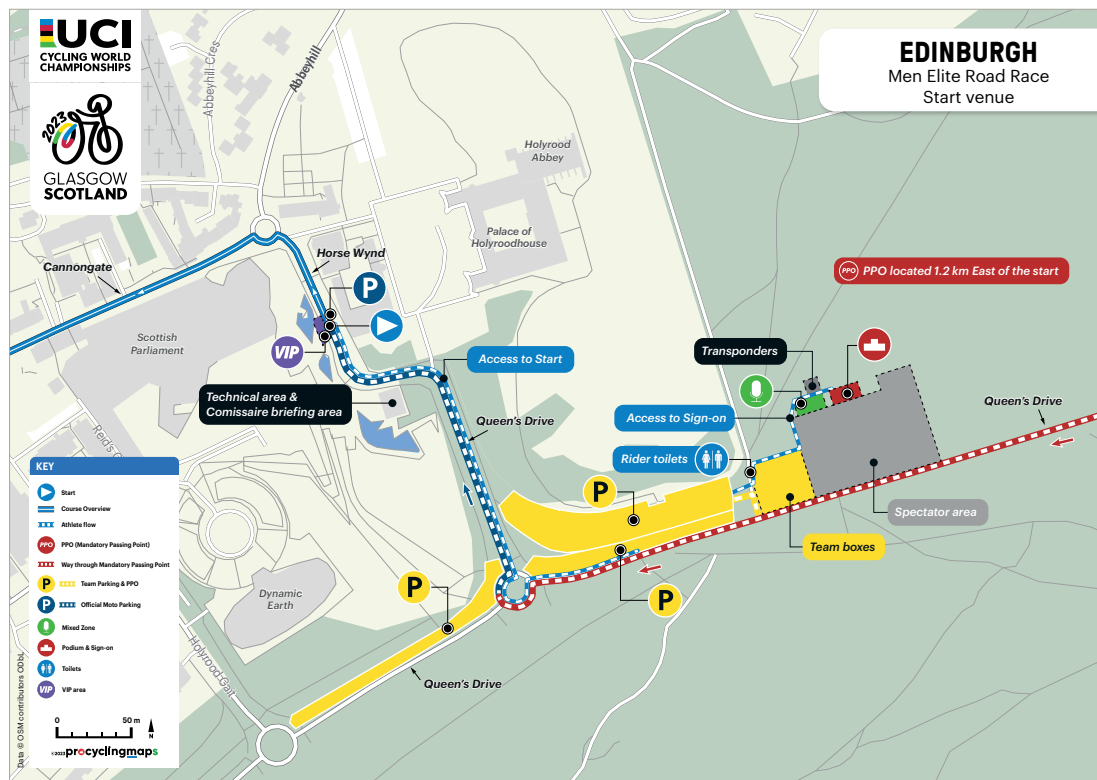 UCI
CYCLING WORLD
CHAMPIONSHIPS
2023
GLASGOW
SCOTLAND
EDINBURGH
Men Elite Road Race
Start venue
Abbeyhill Cres
Abbeyhill
Holyrood
Abbey
Palace of
Holyroodhouse
Horse Wynd
Cannongate
P
PPO PPO located 1.2 km East of the start
Scottish
Parliament
VIP
Access to Start
Transponders
Technical area &
Comissaire briefing area
Queen's Drive
Access to Sign-on
Queen's Drive
Rider toilets
P
Spectator area
Team boxes
P
P
Dynamic
Earth
Holyrood Gait
Queen's Drive
KEY
Start
Course Overview
Athlete flow
PPO PPO (Mandatory Passing Point)
Way through Mandatory Passing Point
P Team Parking & PPO
P Official Moto Parking
Mixed Zone
Podium & Sign-on
Toilets
VIP VIP area
0 50 m
N
©2023 procyclingmaps
Data © OSM contributors ODbL